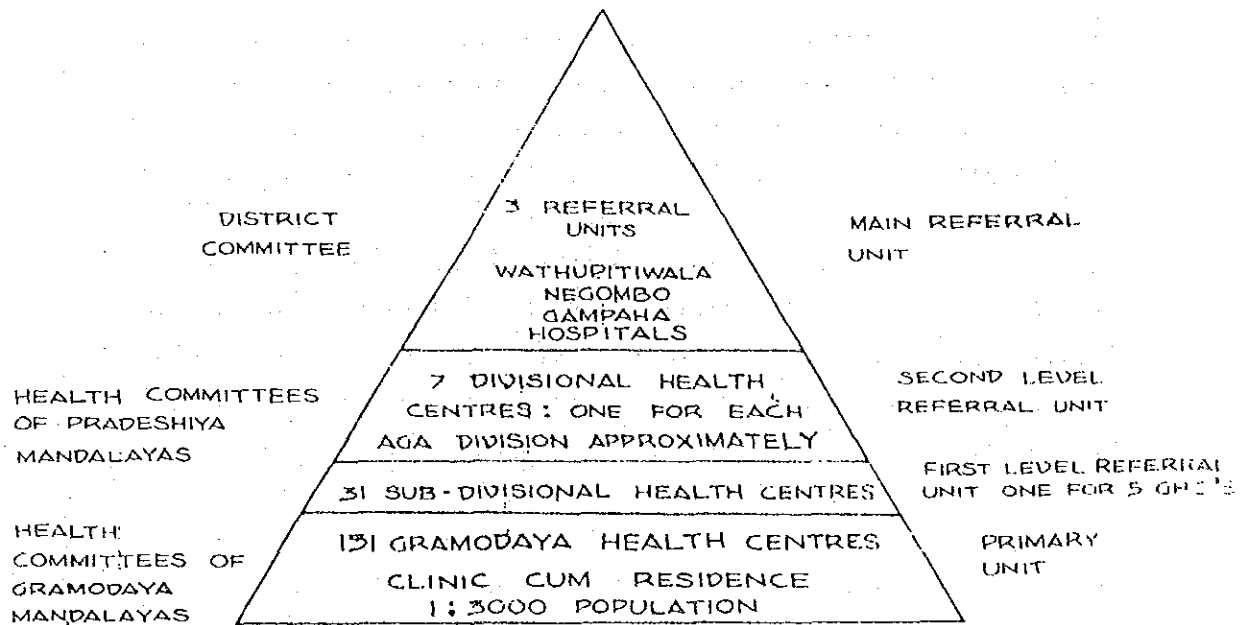 DISTRICT
COMMITTEE
3 REFERRAL
UNITS
WATHUPITIWALA
NEGOMBO
GAMPAHA
HOSPITALS
MAIN REFERRAL
UNIT
HEALTH COMMITTEES
OF PRADESHIYA
MANDALAYAS
7 DIVISIONAL HEALTH
CENTRES : ONE FOR EACH
AGA DIVISION APPROXIMATELY
SECOND LEVEL
REFERRAL UNIT
31 SUB-DIVISIONAL HEALTH CENTRES
FIRST LEVEL REFERRAL
UNIT ONE FOR 5 GHC'S
HEALTH
COMMITTEES OF
GRAMODAYA
MANDALAYAS
131 GRAMODAYA HEALTH CENTRES
CLINIC CUM RESIDENCE
1 : 3000 POPULATION
PRIMARY
UNIT